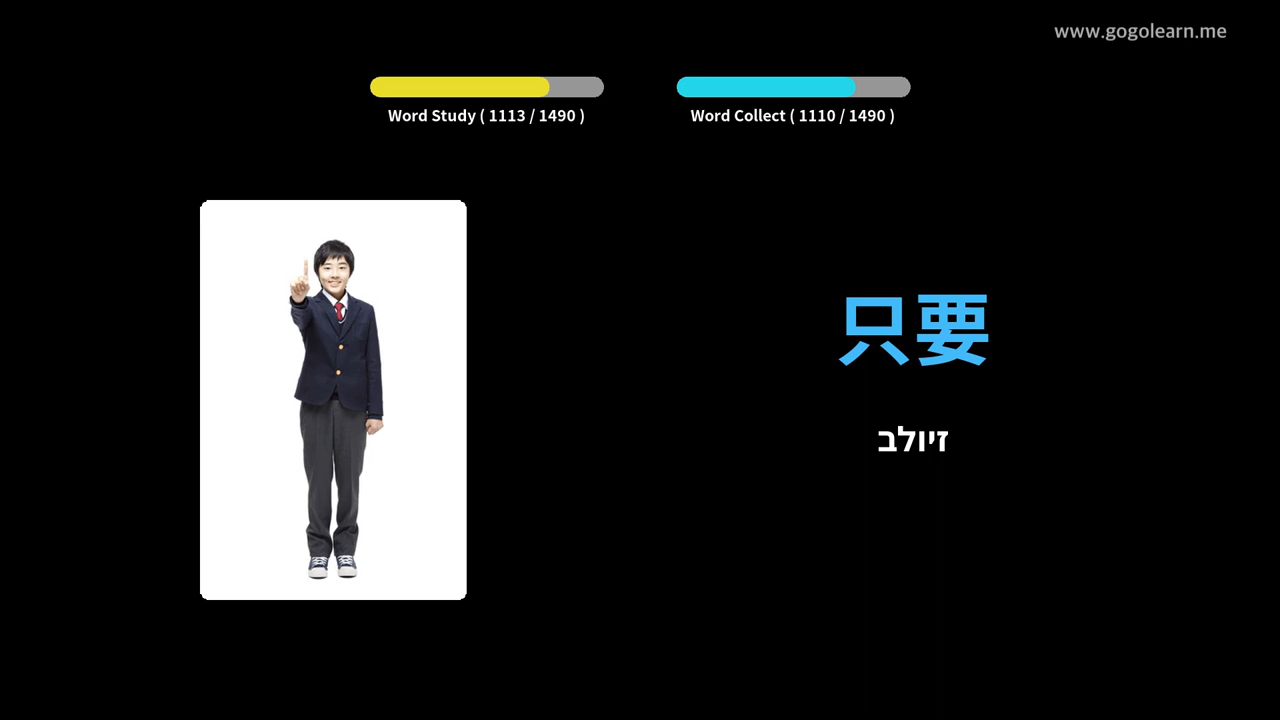 www.gogolearn.me
Word Study ( 1113 / 1490 )
Word Collect ( 1110 / 1490 )
只要
זיולב